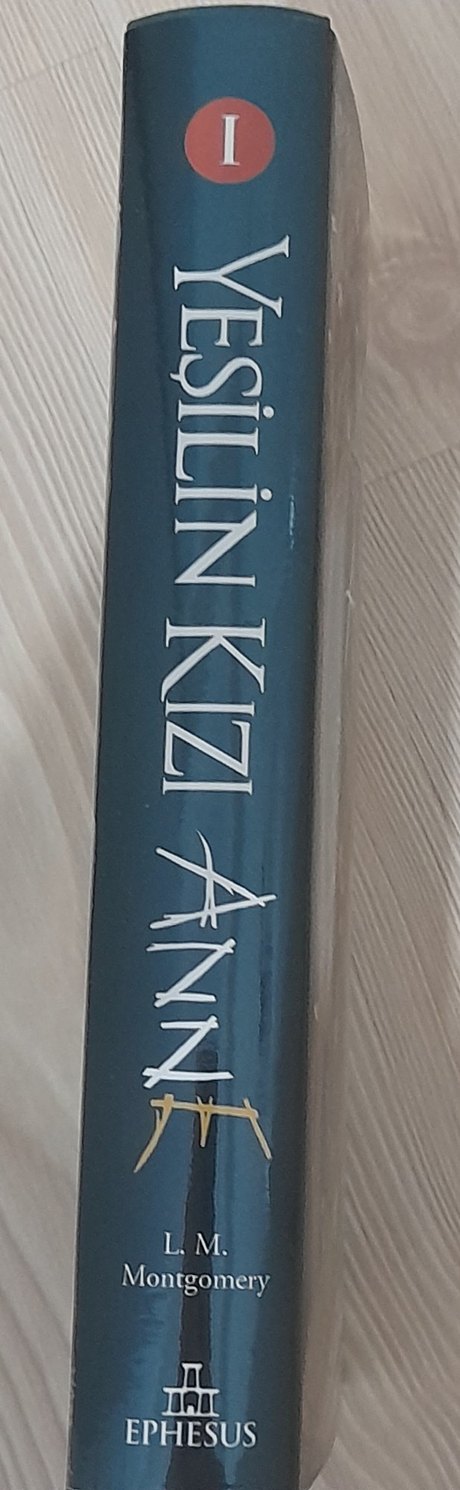 I
YEŞİLİN KIZI ANNE
L. M.
Montgomery
EPHESUS